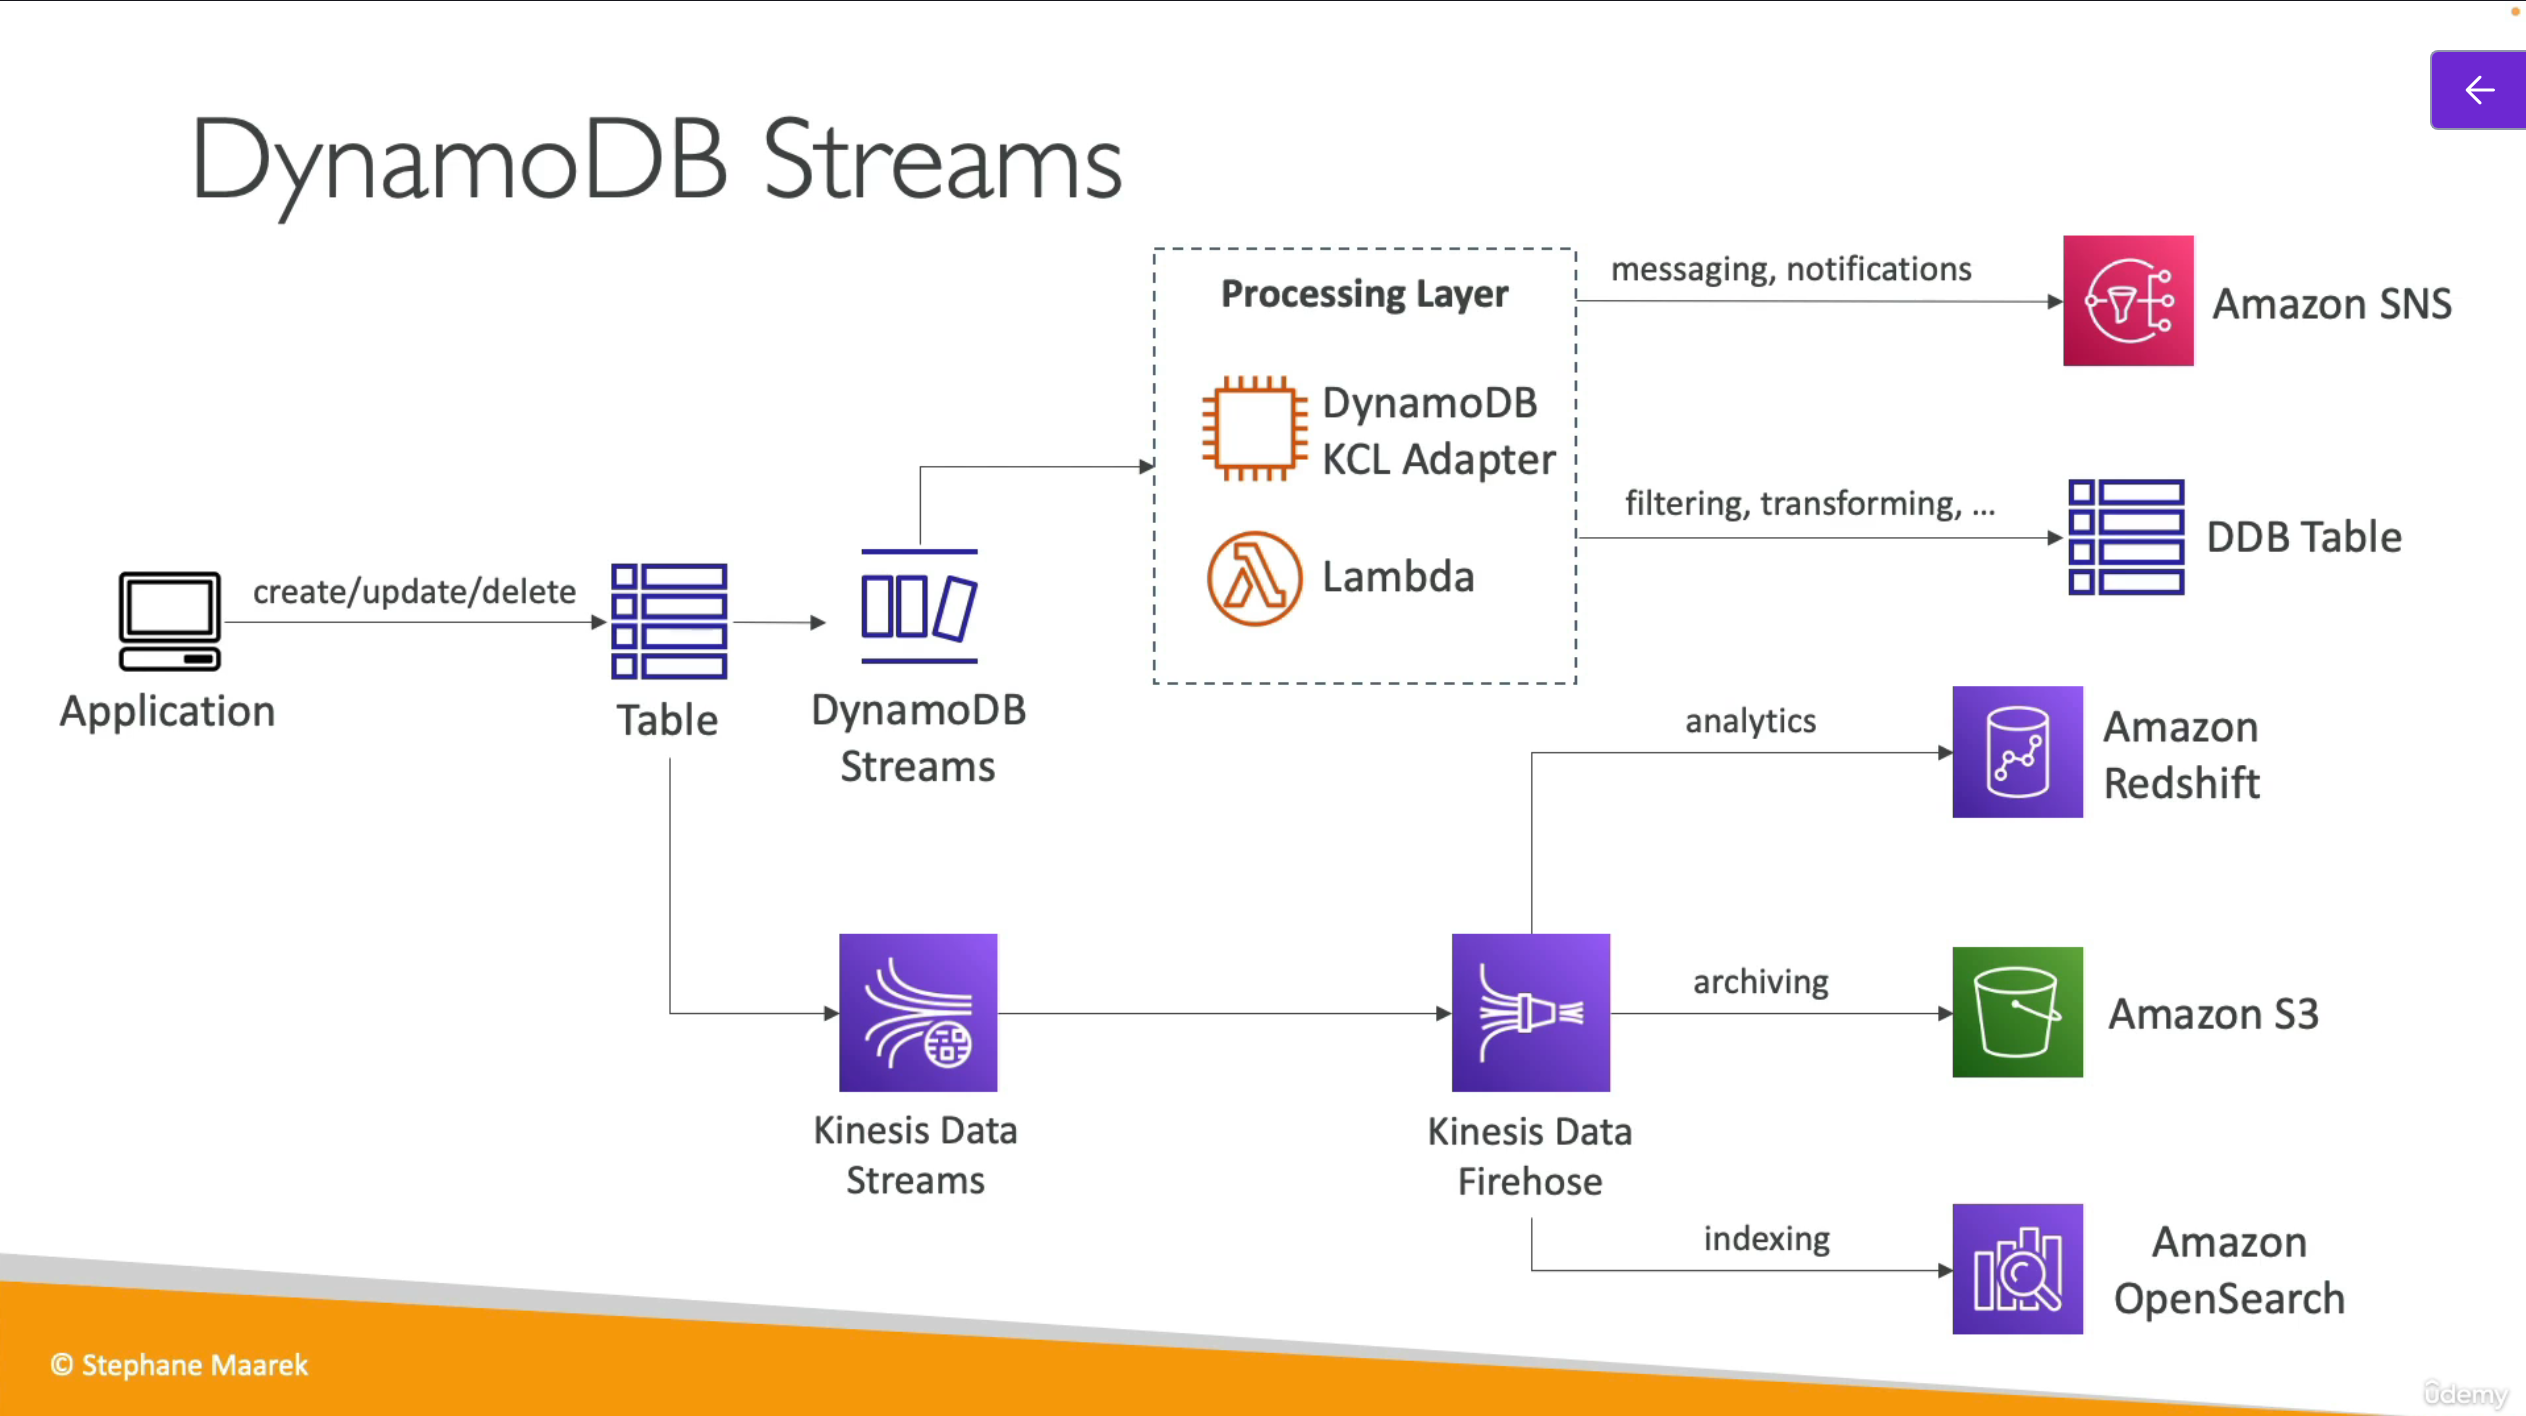 DynamoDB Streams
Processing Layer
DynamoDB
KCL Adapter
Lambda
messaging, notifications
Amazon SNS
filtering, transforming, ...
DDB Table
create/update/delete
Application
Table
DynamoDB
Streams
analytics
Amazon
Redshift
archiving
Amazon S3
Kinesis Data
Streams
Kinesis Data
Firehose
indexing
Amazon
OpenSearch
© Stephane Maarek
ûdemy